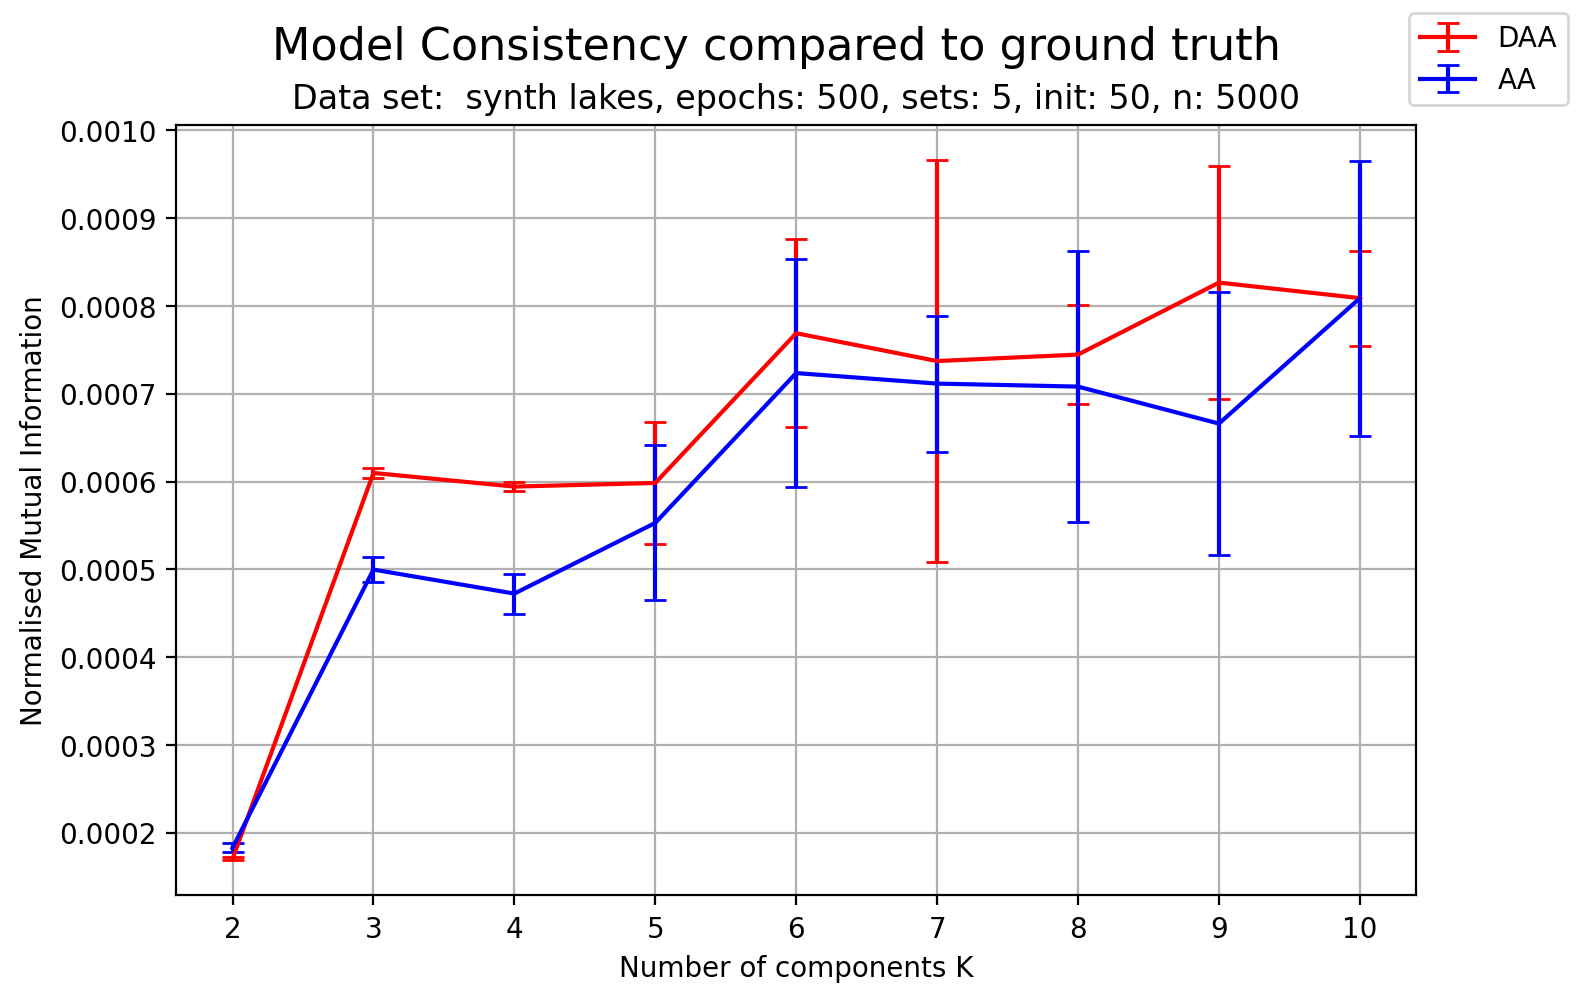 Model Consistency compared to ground truth
Data set:  synth lakes, epochs: 500, sets: 5, init: 50, n: 5000
DAA
AA
Normalised Mutual Information
0.0010
0.0009
0.0008
0.0007
0.0006
0.0005
0.0004
0.0003
0.0002
2 3 4 5 6 7 8 9 10
Number of components K